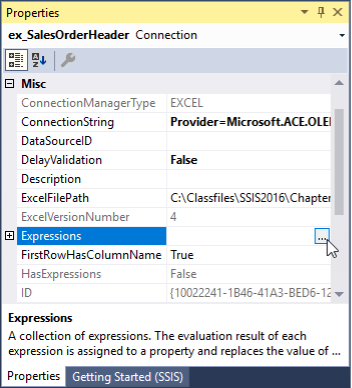 Properties
ex_SalesOrderHeader Connection
Misc
ConnectionManagerType EXCEL
ConnectionString Provider=Microsoft.ACE.OLE
DataSourceID
DelayValidation False
Description
ExcelFilePath C:\Classfiles\SSIS2016\Chapter
ExcelVersionNumber 4
Expressions ...
FirstRowHasColumnName True
HasExpressions False
ID {10022241-1B46-41A3-BED6-12
Expressions
A collection of expressions. The evaluation result of each
expression is assigned to a property and replaces the value of ...
Properties Getting Started (SSIS)